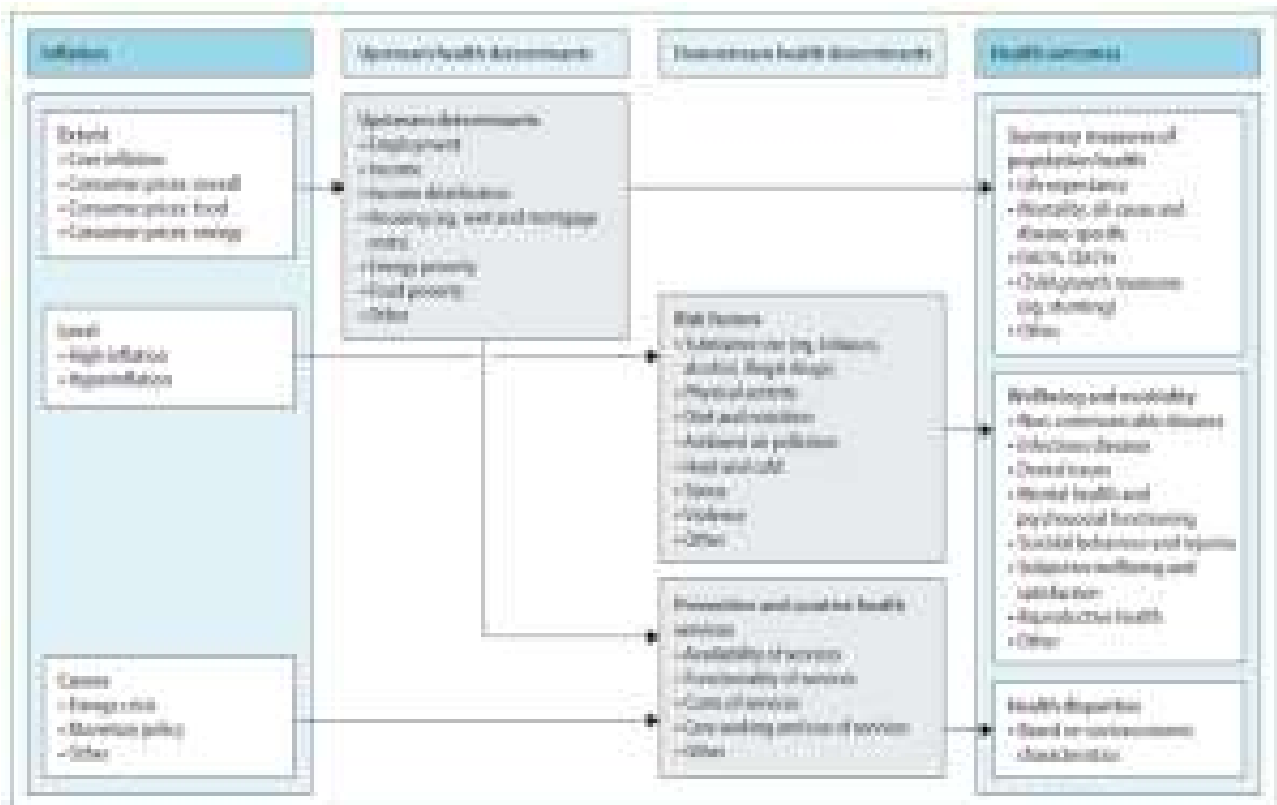 Inflation
Upstream health determinants
Downstream health determinants
Health outcomes
Extent
• Core inflation
• Consumer prices overall
• Consumer prices food
• Consumer prices energy
Level
• High inflation
• Hyperinflation
Causes
• Energy crisis
• Monetary policy
• Other
Upstream determinants
• Employment
• Income
• Income distribution
• Housing (eg, rent and mortgage
costs)
• Energy poverty
• Food poverty
• Other
Risk factors
• Substance use (eg, tobacco,
alcohol, illegal drugs)
• Physical activity
• Diet and nutrition
• Ambient air pollution
• Heat and cold
• Stress
• Violence
• Other
Preventive and curative health
services
• Availability of services
• Functionality of services
• Costs of services
• Care seeking and use of services
• Other
Summary measures of
population health
• Life expectancy
• Mortality, all-cause and
disease-specific
• DALYs, QALYs
• Child growth measures
(eg, stunting)
• Other
Wellbeing and morbidity
• Non-communicable diseases
• Infectious diseases
• Dental issues
• Mental health and
psychosocial functioning
• Suicidal behaviour and injuries
• Subjective wellbeing and
satisfaction
• Reproductive health
• Other
Health disparities
• Based on socioeconomic
characteristics